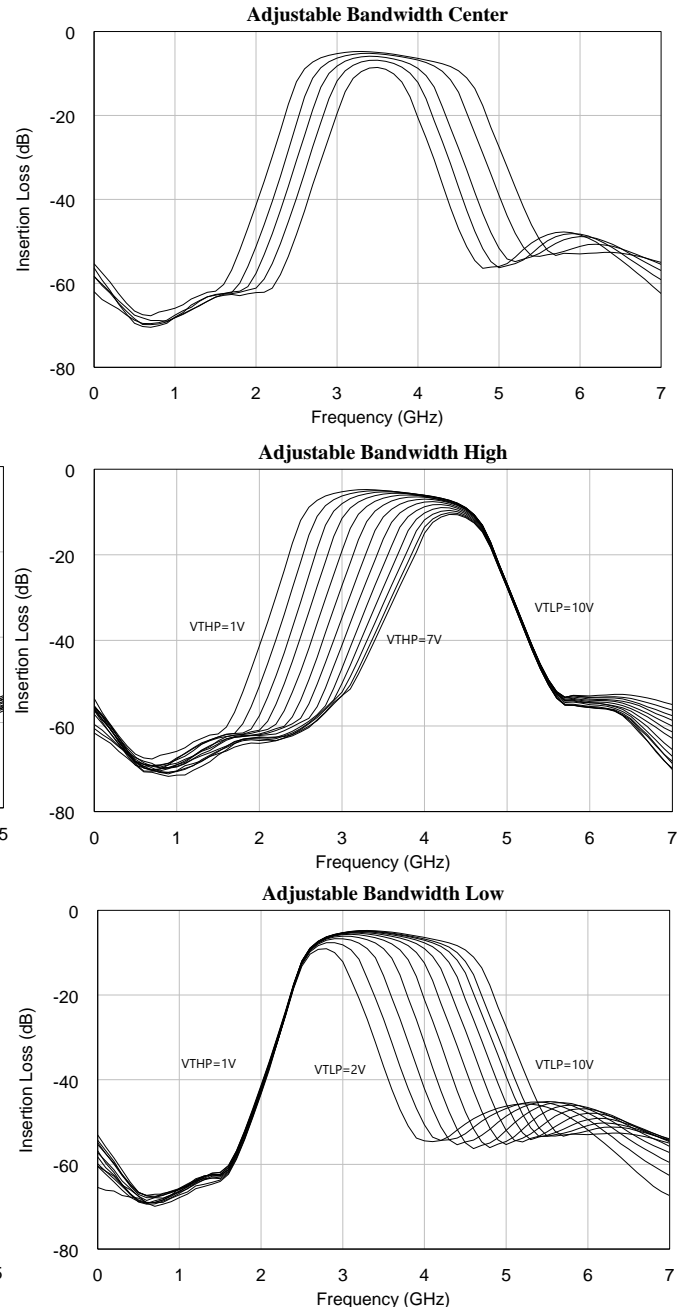 Adjustable Bandwidth Center
0
-20
-40
-60
-80
Insertion Loss (dB)
0 1 2 3 4 5 6 7
Frequency (GHz)
Adjustable Bandwidth High
0
-20
-40
-60
-80
Insertion Loss (dB)
VTHP=1V
VTHP=7V
VTLP=10V
5
0 1 2 3 4 5 6 7
Frequency (GHz)
Adjustable Bandwidth Low
0
-20
-40
-60
-80
Insertion Loss (dB)
VTHP=1V
VTLP=2V
VTLP=10V
5
0 1 2 3 4 5 6 7
Frequency (GHz)